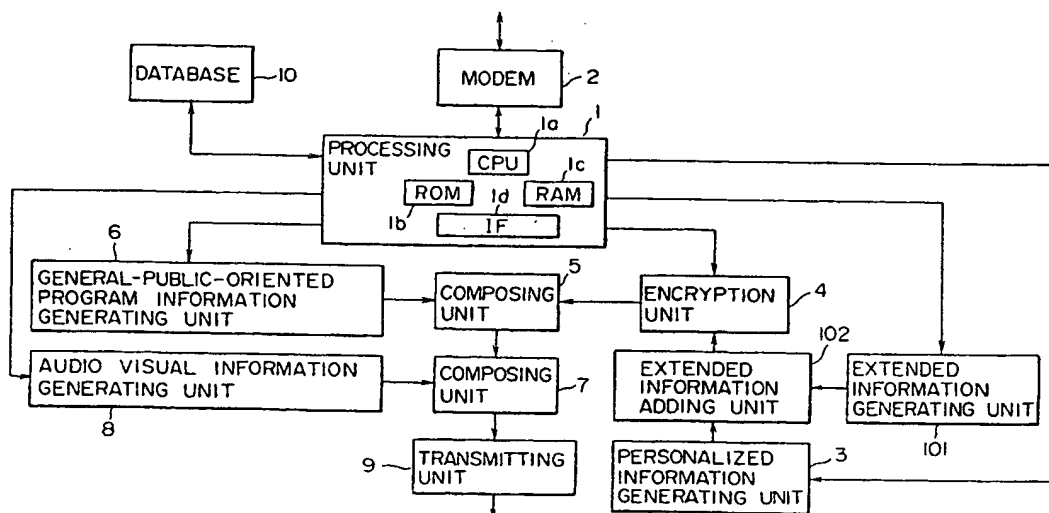 DATABASE
10
MODEM
2
1
PROCESSING
UNIT
1a
CPU
1c
ROM
1d
RAM
1b
IF
6
GENERAL-PUBLIC-ORIENTED
PROGRAM INFORMATION
GENERATING UNIT
5
COMPOSING
UNIT
ENCRYPTION
UNIT
4
102
AUDIO VISUAL INFORMATION
GENERATING UNIT
8
COMPOSING
UNIT
7
EXTENDED
INFORMATION
ADDING UNIT
EXTENDED
INFORMATION
GENERATING UNIT
101
9
TRANSMITTING
UNIT
PERSONALIZED
INFORMATION
GENERATING UNIT
3